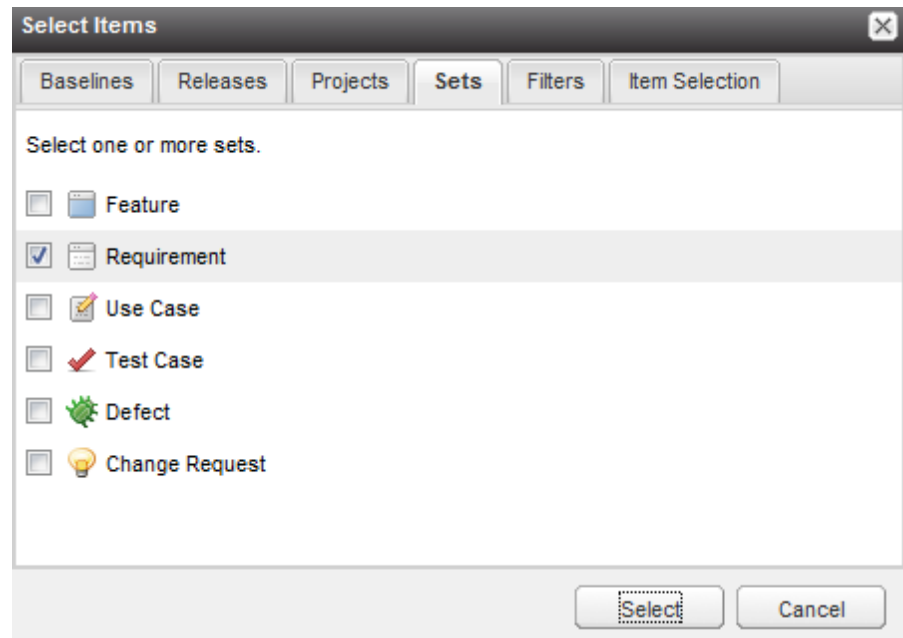 Select Items
Baselines Releases Projects Sets Filters Item Selection
Select one or more sets.
Feature
Requirement
Use Case
Test Case
Defect
Change Request
Select Cancel